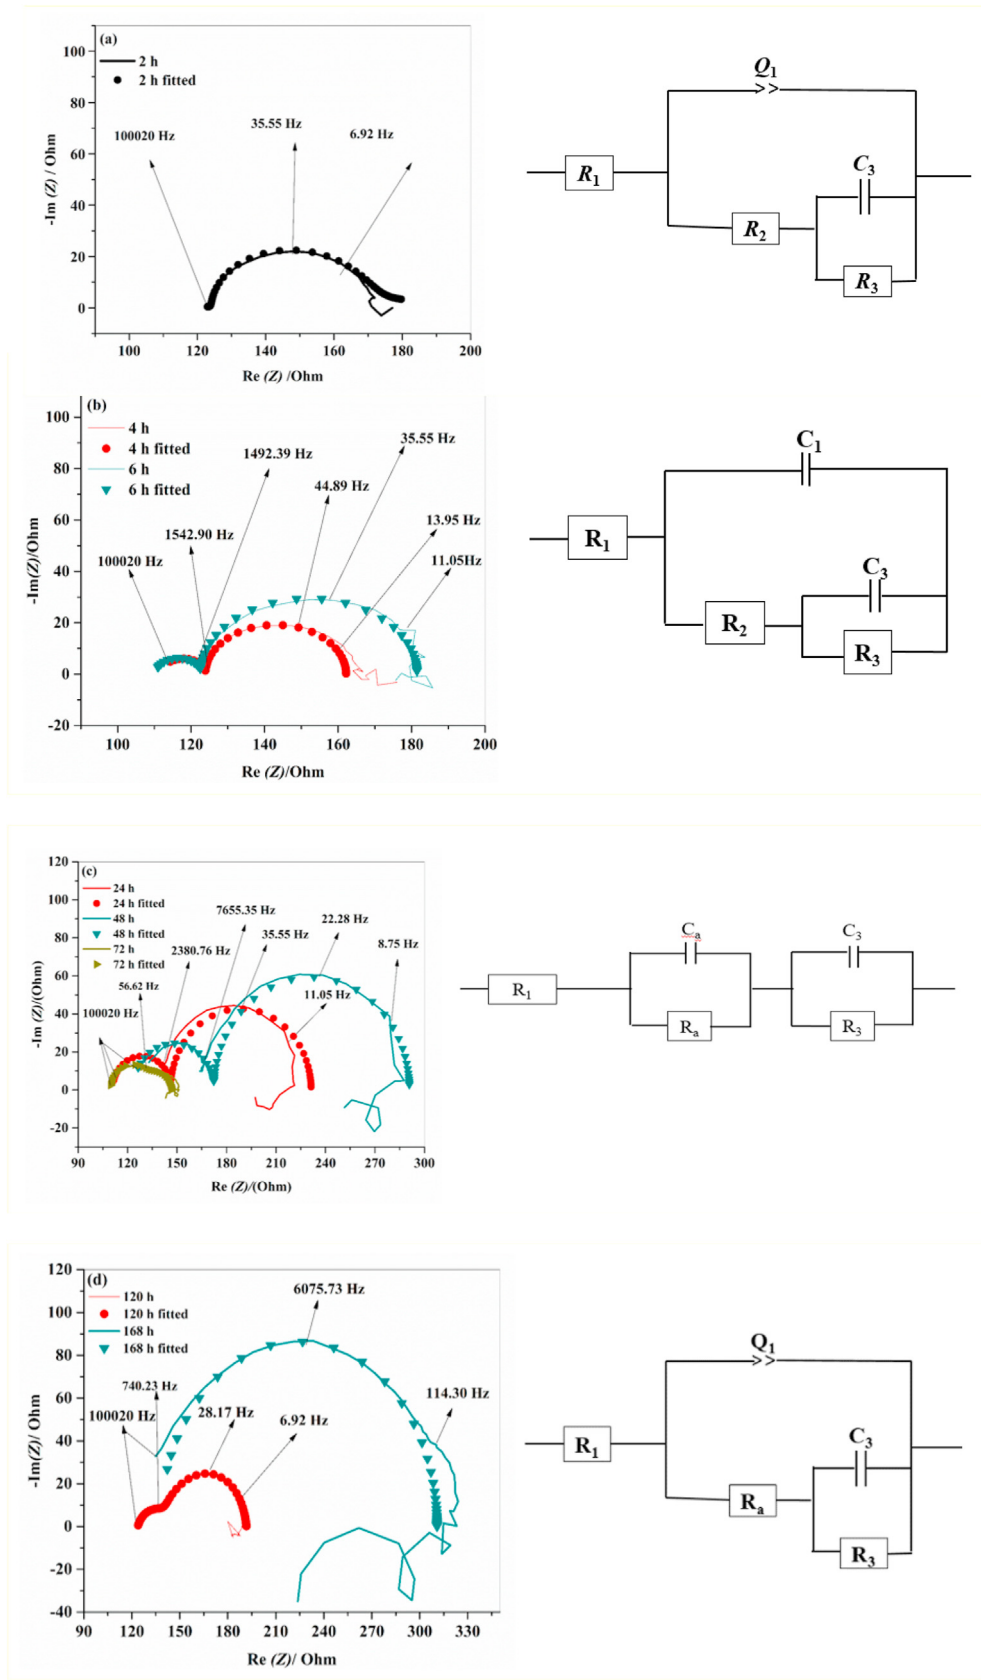 (a)
2 h
2 h fitted
100020 Hz
35.55 Hz
6.92 Hz
-Im (Z) / Ohm
100
80
60
40
20
0
100 120 140 160 180 200
Re (Z) /Ohm
Q1
R1
C3
R2
R3
(b)
4 h
4 h fitted
6 h
6 h fitted
35.55 Hz
1492.39 Hz
44.89 Hz
13.95 Hz
1542.90 Hz
100020 Hz
11.05Hz
-Im(Z)/Ohm
100
80
60
40
20
0
-20
100 120 140 160 180 200
Re (Z)/Ohm
C1
R1
C3
R2
R3
(c)
24 h
24 h fitted
48 h
48 h fitted
72 h
72 h fitted
7655.35 Hz
22.28 Hz
35.55 Hz
8.75 Hz
2380.76 Hz
56.62 Hz
11.05 Hz
100020 Hz
-Im (Z)/(Ohm)
120
100
80
60
40
20
0
-20
90 120 150 180 210 240 270 300
Re (Z)/(Ohm)
Ca
C3
R1
Ra
R3
(d)
120 h
120 h fitted
168 h
168 h fitted
6075.73 Hz
740.23 Hz
114.30 Hz
100020 Hz
28.17 Hz
6.92 Hz
-Im(Z)/ Ohm
120
100
80
60
40
20
0
-20
-40
90 120 150 180 210 240 270 300 330
Re (Z)/ Ohm
Q1
R1
C3
Ra
R3